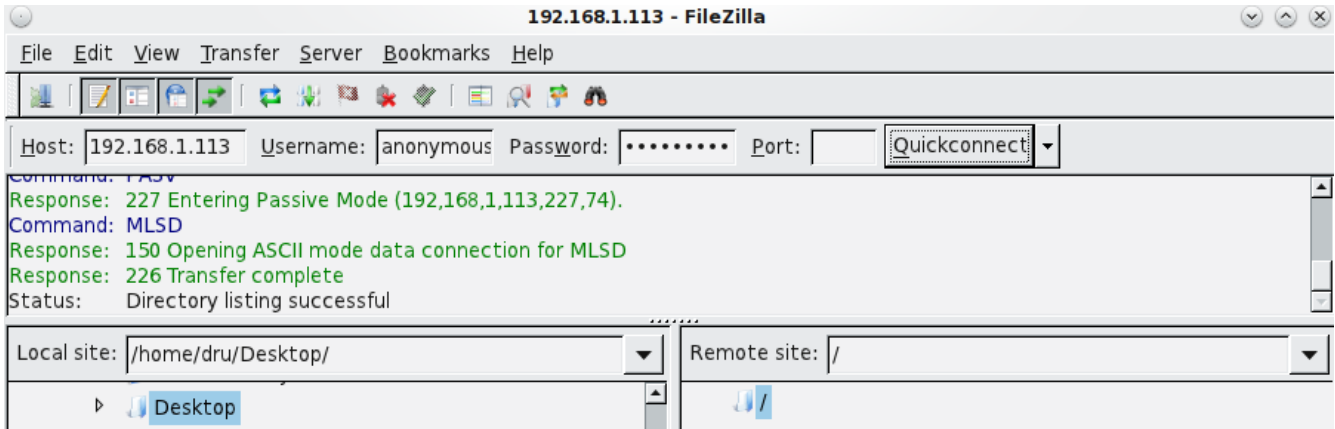 192.168.1.113 - FileZilla
File Edit View Transfer Server Bookmarks Help
Host: 192.168.1.113 Username: anonymous Password: ••••••••• Port: Quickconnect
Command: PASV
Response: 227 Entering Passive Mode (192,168,1,113,227,74).
Command: MLSD
Response: 150 Opening ASCII mode data connection for MLSD
Response: 226 Transfer complete
Status: Directory listing successful
Local site: /home/dru/Desktop/ Remote site: /
Desktop /